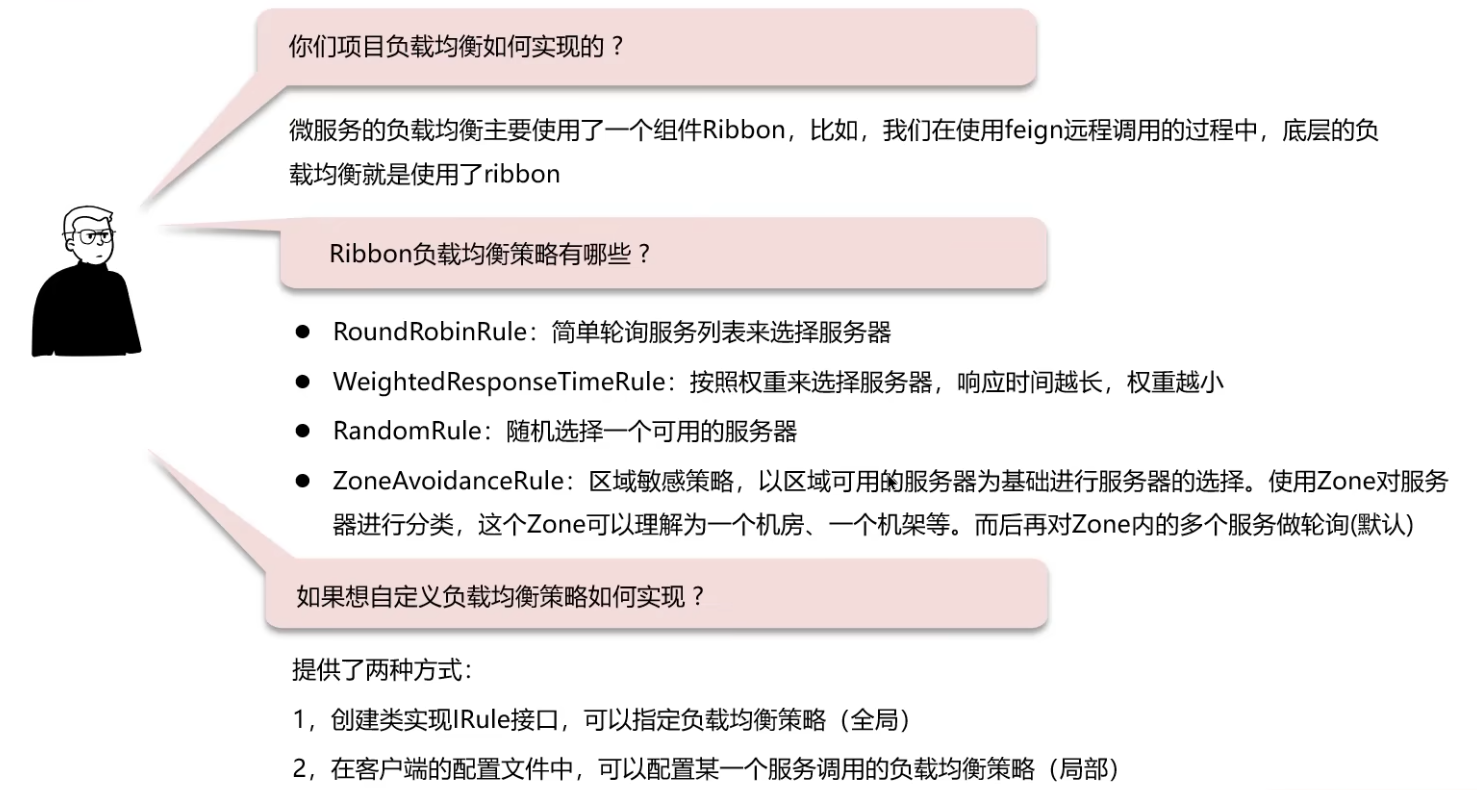 你们项目负载均衡如何实现的？
微服务的负载均衡主要使用了一个组件Ribbon，比如，我们在使用feign远程调用的过程中，底层的负
载均衡就是使用了ribbon
Ribbon负载均衡策略有哪些？
● RoundRobinRule：简单轮询服务列表来选择服务器
● WeightedResponseTimeRule：按照权重来选择服务器，响应时间越长，权重越小
● RandomRule：随机选择一个可用的服务器
● ZoneAvoidanceRule：区域敏感策略，以区域可用的服务器为基础进行服务器的选择。使用Zone对服务
器进行分类，这个Zone可以理解为一个机房、一个机架等。而后再对Zone内的多个服务做轮询(默认)
如果想自定义负载均衡策略如何实现？
提供了两种方式：
1，创建类实现IRule接口，可以指定负载均衡策略（全局）
2，在客户端的配置文件中，可以配置某一个服务调用的负载均衡策略（局部）